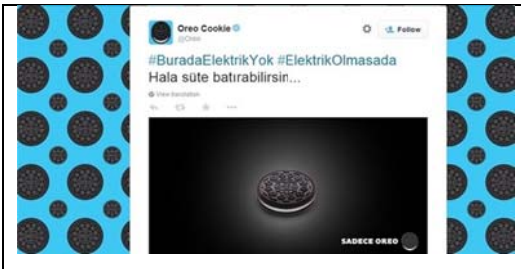 Oreo Cookie
@Oreo
Follow
#BuradaElektrikYok #ElektrikOlmasada
Hala süte batırabilirsin...
View translation
SADECE OREO